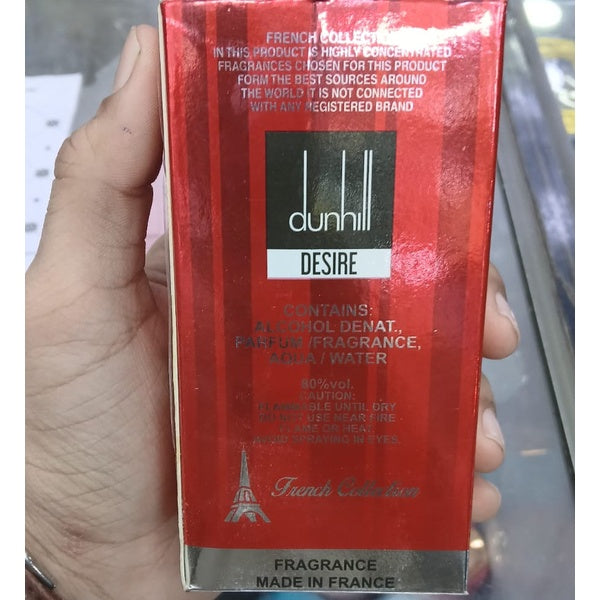 FRENCH COLLECTION
IN THIS PRODUCT IS HIGHLY CONCENTRATED
FRAGRANCES CHOSEN FOR THIS PRODUCT
FORM THE BEST SOURCES AROUND
THE WORLD IT IS NOT CONNECTED
WITH ANY REGISTERED BRAND
dunhill
DESIRE
CONTAINS:
ALCOHOL DENAT.,
PARFUM /FRAGRANCE,
AQUA / WATER
80%vol.
CAUTION:
FLAMMABLE UNTIL DRY
DO NOT USE NEAR FIRE
FLAME OR HEAT.
AVOID SPRAYING IN EYES.
French Collection
FRAGRANCE
MADE IN FRANCE